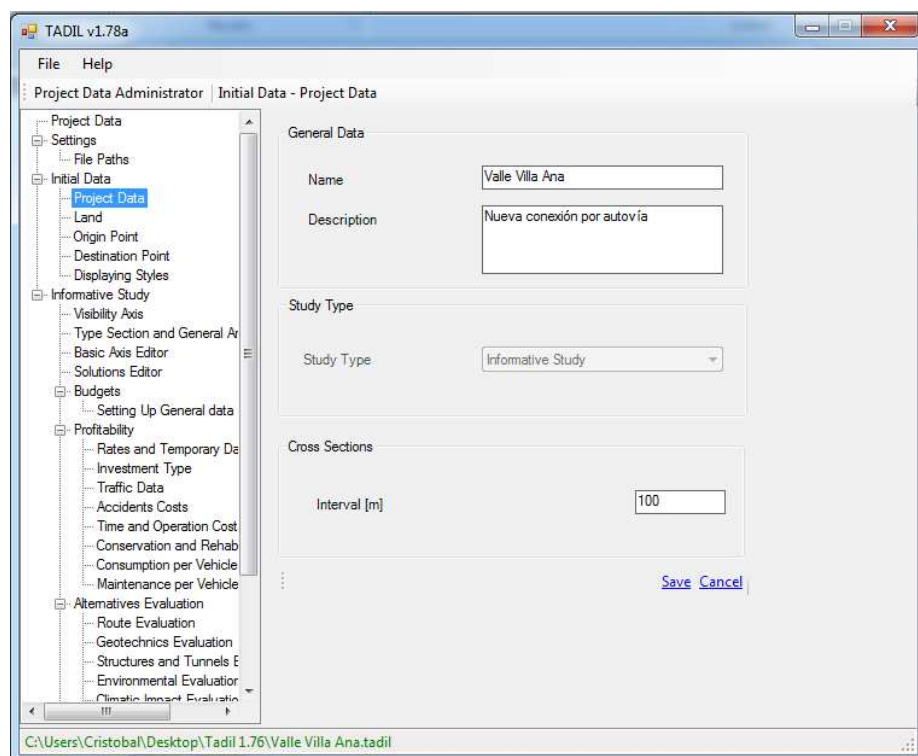 TADIL v1.78a
File Help
Project Data Administrator Initial Data - Project Data
Project Data
Settings
File Paths
Initial Data
Project Data
Land
Origin Point
Destination Point
Displaying Styles
Informative Study
Visibility Axis
Type Section and General Ar
Basic Axis Editor
Solutions Editor
Budgets
Setting Up General data
Profitability
Rates and Temporary Da
Investment Type
Traffic Data
Accidents Costs
Time and Operation Cost
Conservation and Rehab
Consumption per Vehicle
Maintenance per Vehicle
Alternatives Evaluation
Route Evaluation
Geotechnics Evaluation
Structures and Tunnels E
Environmental Evaluation
Climatic Impact Evaluatio
General Data
Name Valle Villa Ana
Description Nueva conexión por autovía
Study Type
Study Type Informative Study
Cross Sections
Interval [m] 100
Save Cancel
C:\Users\Cristobal\Desktop\Tadil 1.76\Valle Villa Ana.tadil